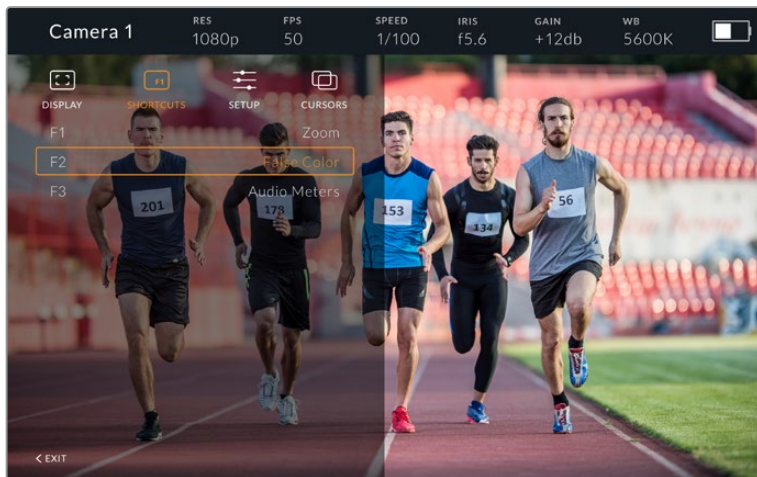 Camera 1
RES FPS SPEED IRIS GAIN WB
1080p 50 1/100 f5.6 +12db 5600K
F1
DISPLAY SHORTCUTS SETUP CURSORS
F1 Zoom
F2 False Color
F3 Audio Meters
201 178 153 134 56
< EXIT